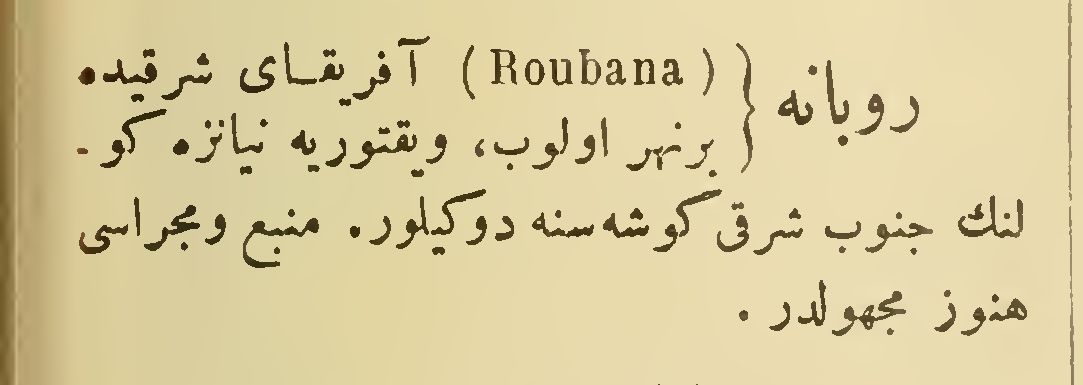 روبانه { (Roubana) آفریقای شرقیده
برنهر اولوب، ویقتوریه نیانزه کو-
لنك جنوب شرقی کوشه‌سنه دوکیلور. منبع ومجراسی
هنوز مجهولدر.